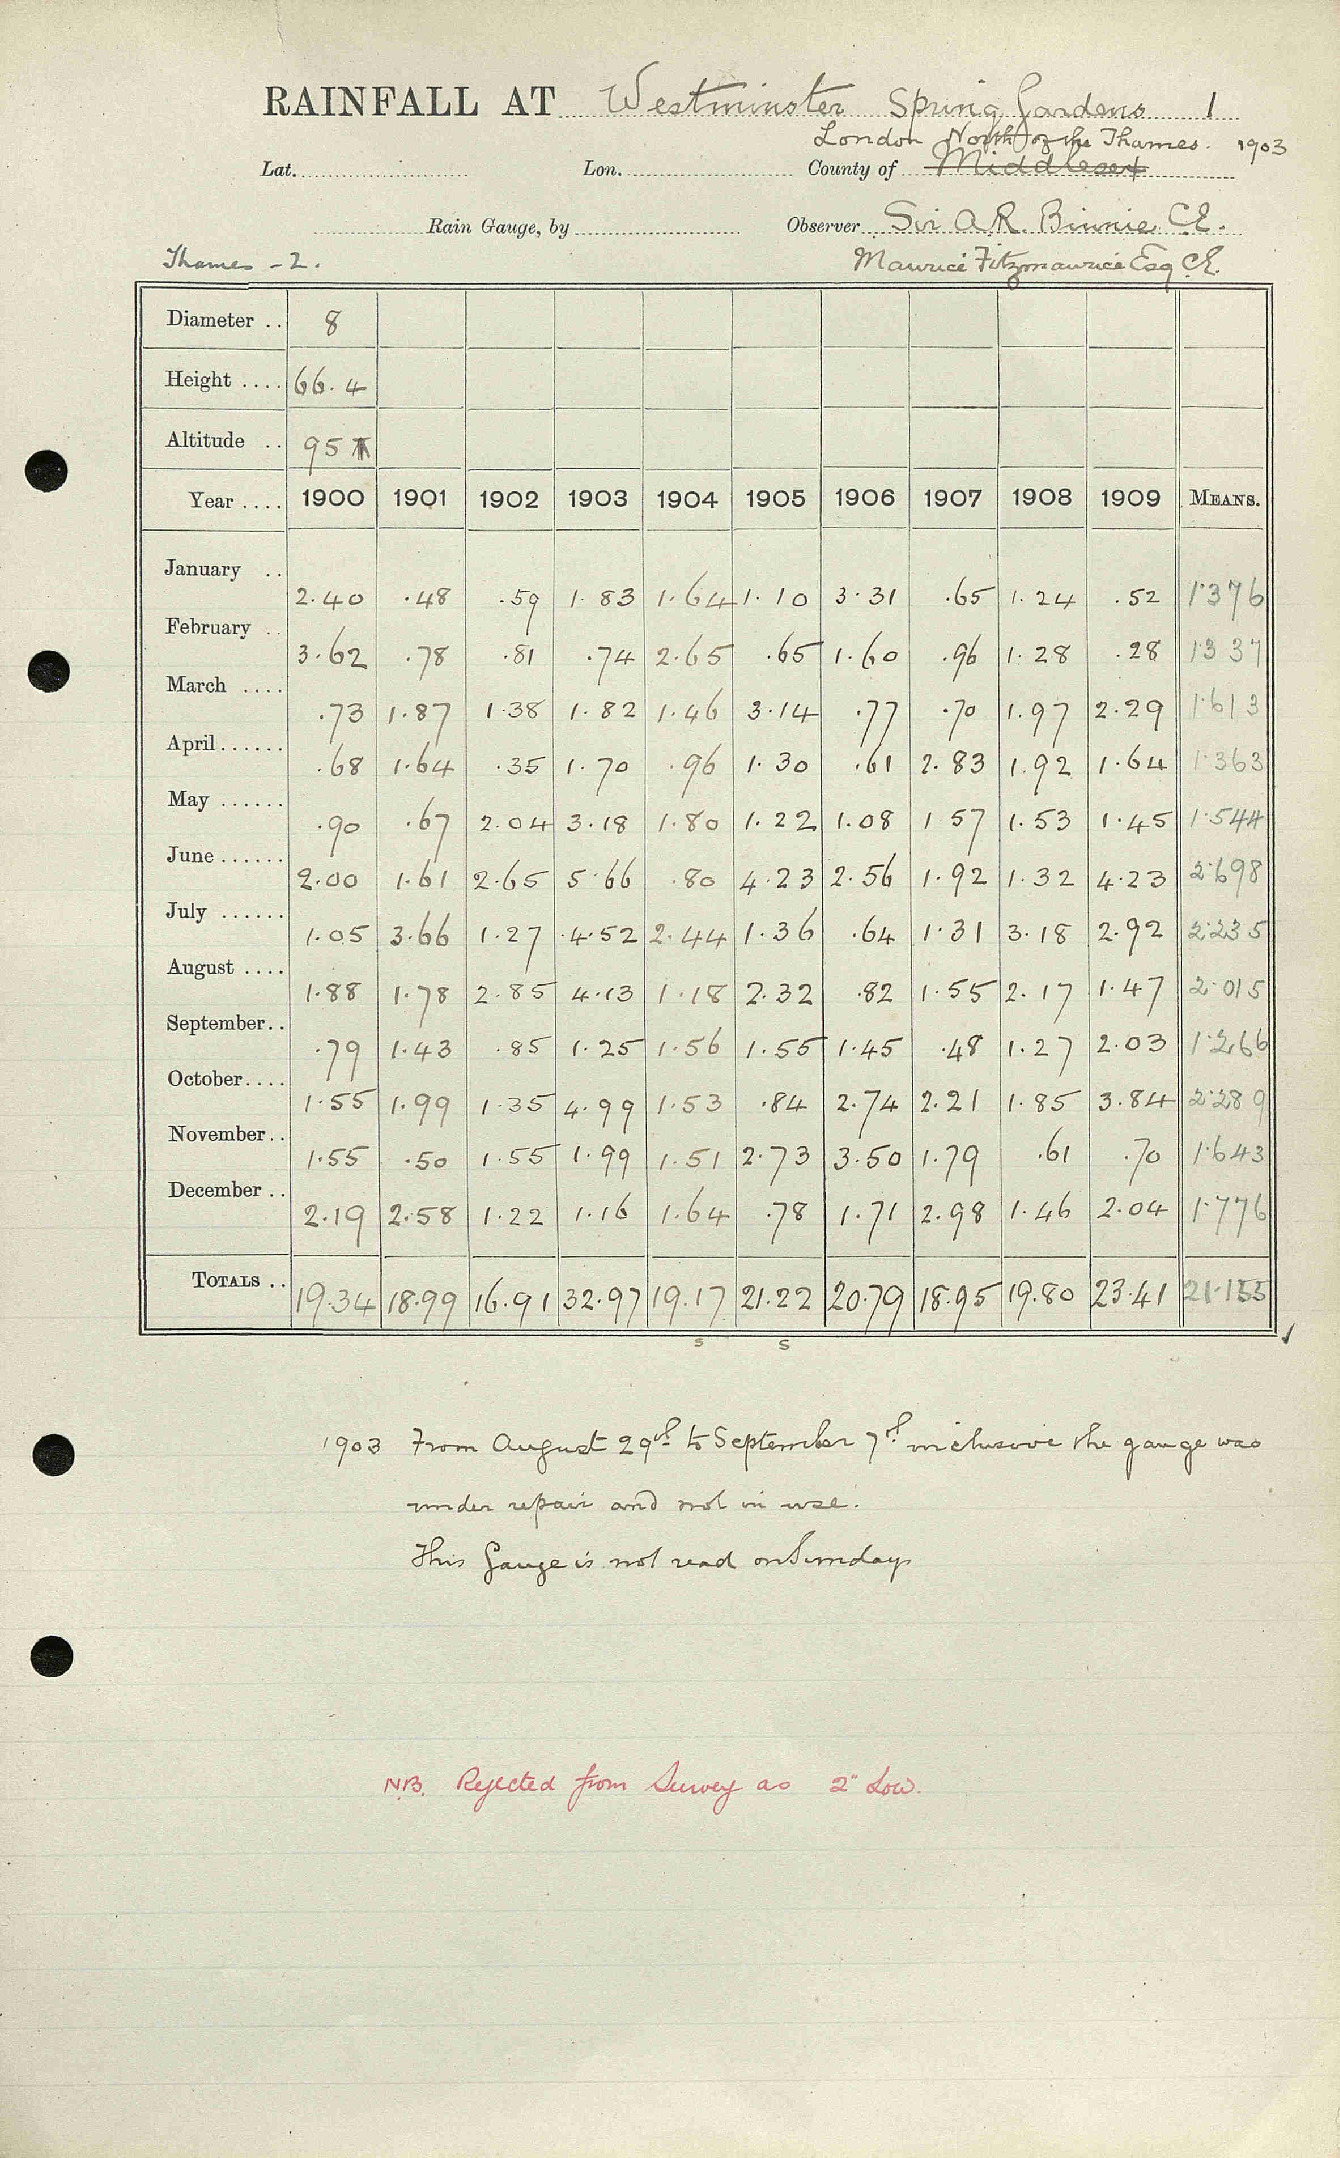 RAINFALL AT Westminster Spring Gardens 1
London North of the Thames. 1903
Lat. Lon. County of Middlesex
Rain Gauge, by Observer Sir A.R. Binnie C.E.
Thames - 2. Maurice Fitzmaurice Esq C.E.
Diameter .. 8
Height .... 66.4
Altitude .. 95
Year .... 1900 1901 1902 1903 1904 1905 1906 1907 1908 1909 MEANS.
January .. 2.40 .48 .59 1.83 1.64 1.10 3.31 .65 1.24 .52 1.376
February .. 3.62 .78 .81 .74 2.65 .65 1.60 .96 1.28 .28 1.337
March .... .73 1.87 1.38 1.82 1.46 3.14 .77 .70 1.97 2.29 1.613
April ...... .68 1.64 .35 1.70 .96 1.30 .61 2.83 1.92 1.64 1.363
May ...... .90 .67 2.04 3.18 1.80 1.22 1.08 1.57 1.53 1.45 1.544
June ...... 2.00 1.61 2.65 5.66 .80 4.23 2.56 1.92 1.32 4.23 2.698
July ...... 1.05 3.66 1.27 4.52 2.44 1.36 .64 1.31 3.18 2.92 2.235
August .... 1.88 1.78 2.85 4.13 1.18 2.32 .82 1.55 2.17 1.47 2.015
September.. .79 1.43 .85 1.25 1.56 1.55 1.45 .48 1.27 2.03 1.266
October.... 1.55 1.99 1.35 4.99 1.53 .84 2.74 2.21 1.85 3.84 2.289
November.. 1.55 .50 1.55 1.99 1.51 2.73 3.50 1.79 .61 .70 1.643
December .. 2.19 2.58 1.22 1.16 1.64 .78 1.71 2.98 1.46 2.04 1.776
TOTALS .. 19.34 18.99 16.91 32.97 19.17 21.22 20.79 18.95 19.80 23.41 21.155
s s
1903 From August 29th to September 7th inclusive the gauge was
under repair and not in use.
This Gauge is not read on Sundays
N.B. Rejected from Survey as 2" Low.